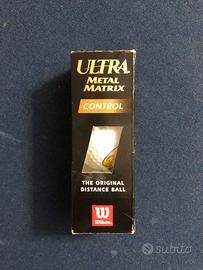 ULTRA
METAL
MATRIX
CONTROL
THE ORIGINAL
DISTANCE BALL
W
Wilson
subito